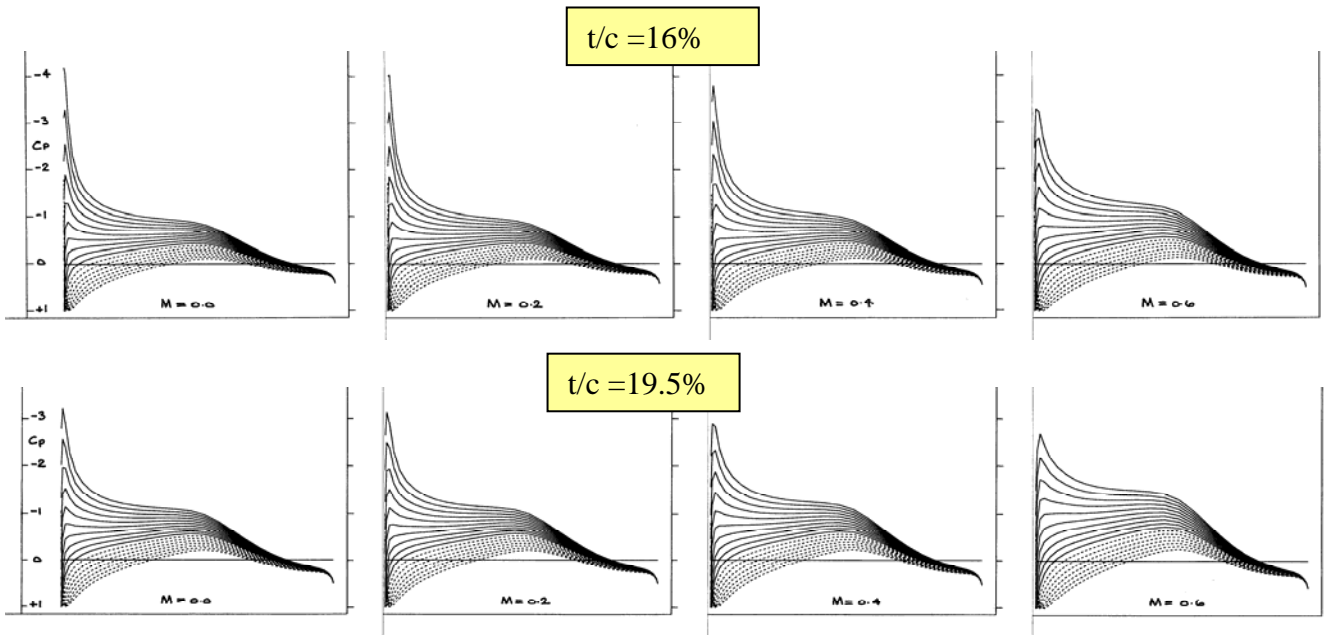 t/c =16%
-4
-3
Cp
-2
-1
0
+1
M = 0.0
M = 0.2
M = 0.4
M = 0.6
t/c =19.5%
-3
Cp
-2
-1
0
+1
M = 0.0
M = 0.2
M = 0.4
M = 0.6